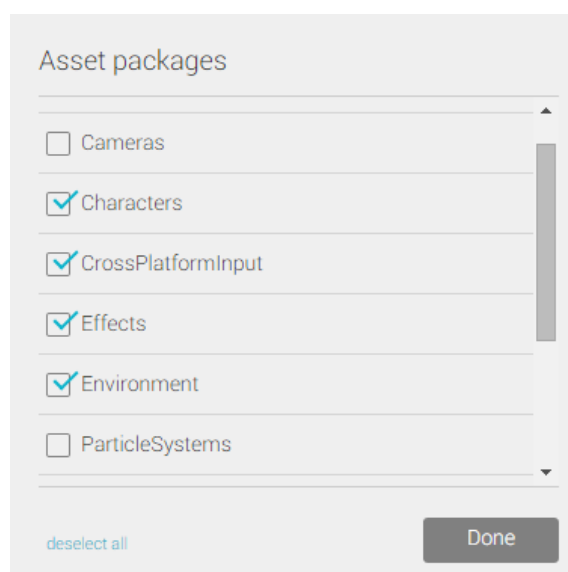 Asset packages
Cameras
Characters
CrossPlatformInput
Effects
Environment
ParticleSystems
deselect all
Done